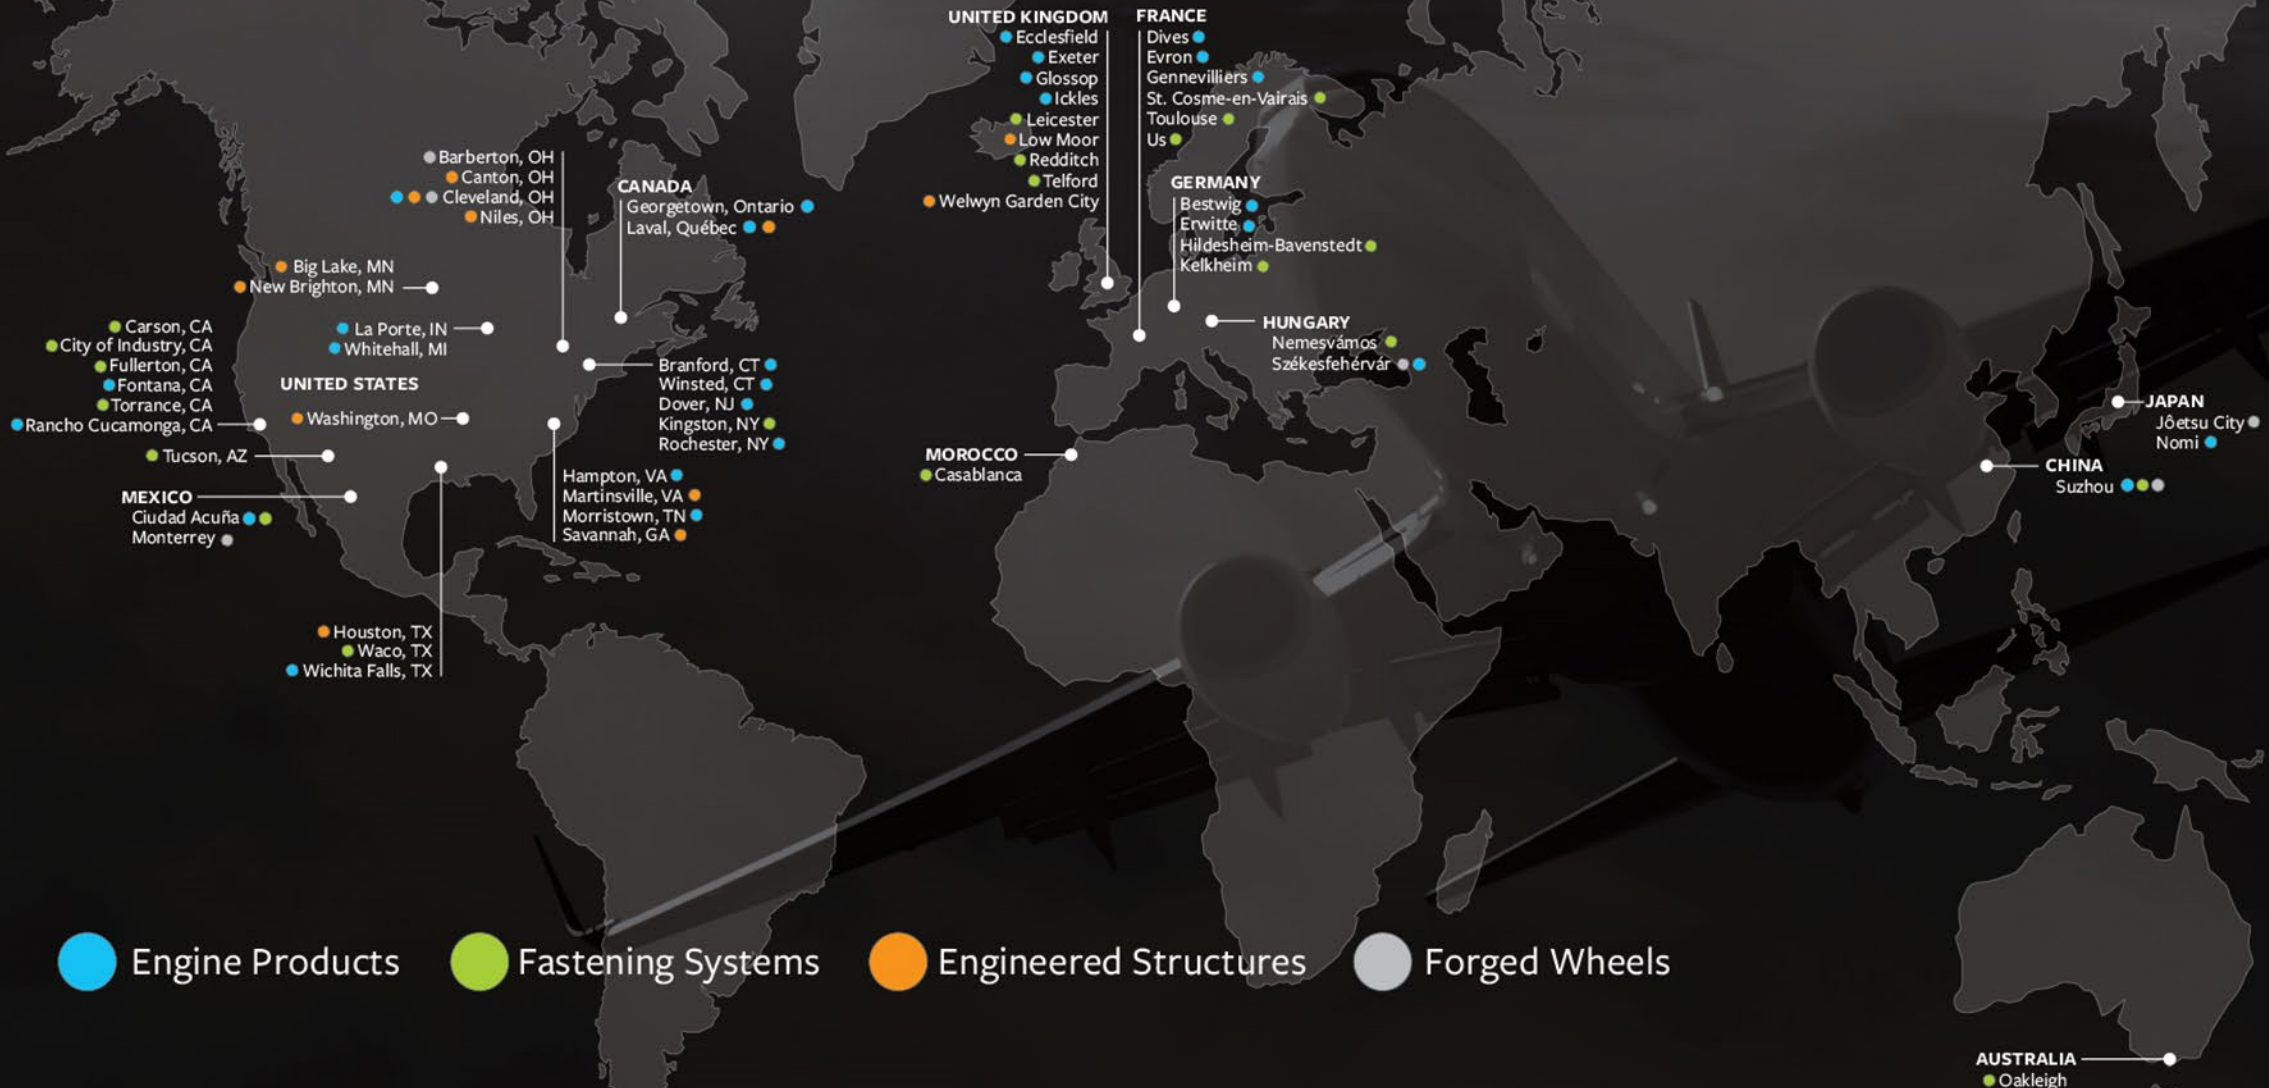 UNITED KINGDOM
Ecclesfield
Exeter
Glossop
Ickles
Leicester
Low Moor
Redditch
Telford
Welwyn Garden City
FRANCE
Dives
Evron
Gennevilliers
St. Cosme-en-Vairais
Toulouse
Us
Barberton, OH
Canton, OH
Cleveland, OH
Niles, OH
CANADA
Georgetown, Ontario
Laval, Québec
GERMANY
Bestwig
Erwitte
Hildesheim-Bavenstedt
Kelkheim
Big Lake, MN
New Brighton, MN
La Porte, IN
Whitehall, MI
Carson, CA
City of Industry, CA
Fullerton, CA
Fontana, CA
Torrance, CA
Rancho Cucamonga, CA
UNITED STATES
Washington, MO
Tucson, AZ
MEXICO
Ciudad Acuña
Monterrey
Branford, CT
Winsted, CT
Dover, NJ
Kingston, NY
Rochester, NY
Hampton, VA
Martinsville, VA
Morristown, TN
Savannah, GA
Houston, TX
Waco, TX
Wichita Falls, TX
HUNGARY
Nemesvámos
Székesfehérvár
MOROCCO
Casablanca
JAPAN
Jôetsu City
Nomi
CHINA
Suzhou
Engine Products
Fastening Systems
Engineered Structures
Forged Wheels
AUSTRALIA
Oakleigh